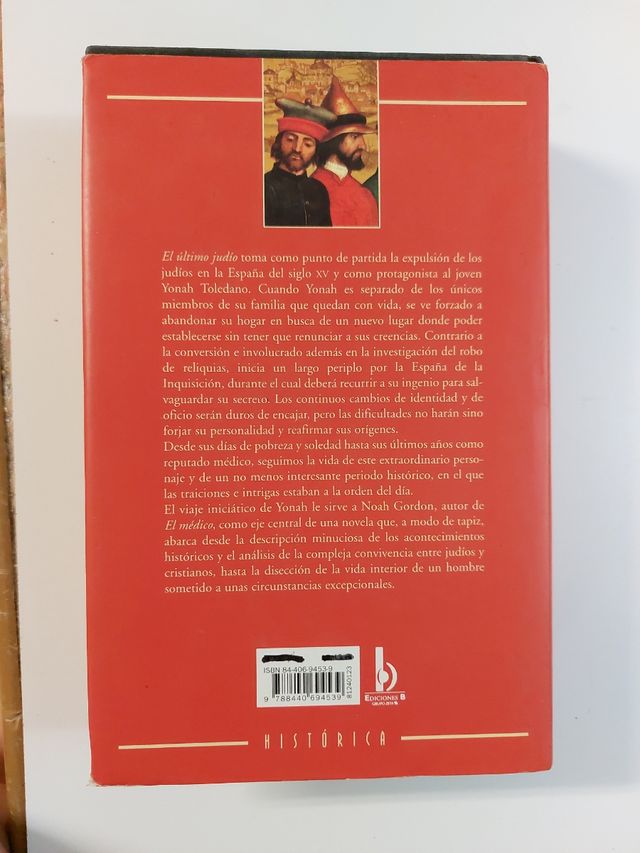 El último judío toma como punto de partida la expulsión de los
judíos en la España del siglo XV y como protagonista al joven
Yonah Toledano. Cuando Yonah es separado de los únicos
miembros de su familia que quedan con vida, se ve forzado a
abandonar su hogar en busca de un nuevo lugar donde poder
establecerse sin tener que renunciar a sus creencias. Contrario a
la conversión e involucrado además en la investigación del robo
de reliquias, inicia un largo periplo por la España de la
Inquisición, durante el cual deberá recurrir a su ingenio para sal-
vaguardar su secreto. Los continuos cambios de identidad y de
oficio serán duros de encajar, pero las dificultades no harán sino
forjar su personalidad y reafirmar sus orígenes.
Desde sus días de pobreza y soledad hasta sus últimos años como
reputado médico, seguimos la vida de este extraordinario perso-
naje y de un no menos interesante periodo histórico, en el que
las traiciones e intrigas estaban a la orden del día.
El viaje iniciático de Yonah le sirve a Noah Gordon, autor de
El médico, como eje central de una novela que, a modo de tapiz,
abarca desde la descripción minuciosa de los acontecimientos
históricos y el análisis de la compleja convivencia entre judíos y
cristianos, hasta la disección de la vida interior de un hombre
sometido a unas circunstancias excepcionales.
ISBN 84-406-9453-9
9 788440 694539
81240123
EDICIONES B
GRUPO ZETA
HISTÓRICA